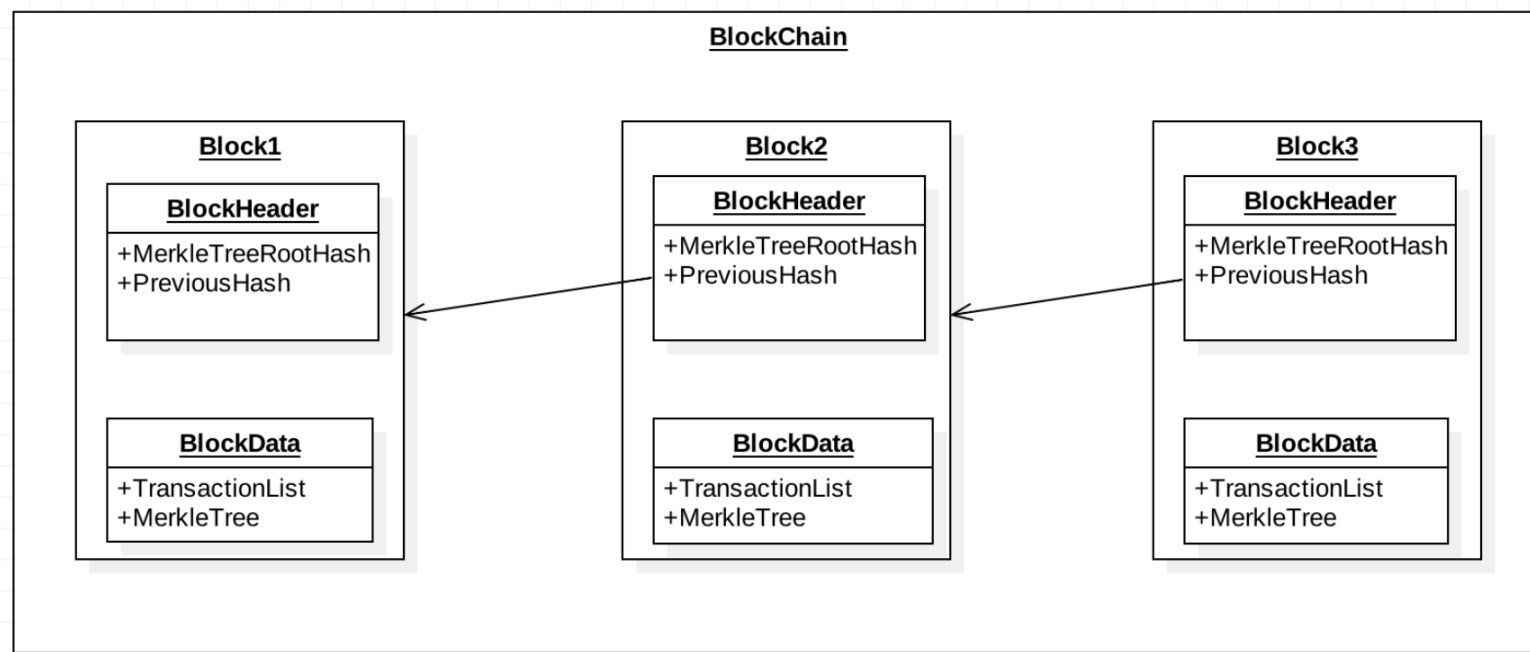 BlockChain
Block1
BlockHeader
+MerkleTreeRootHash
+PreviousHash
BlockData
+TransactionList
+MerkleTree
Block2
BlockHeader
+MerkleTreeRootHash
+PreviousHash
BlockData
+TransactionList
+MerkleTree
Block3
BlockHeader
+MerkleTreeRootHash
+PreviousHash
BlockData
+TransactionList
+MerkleTree